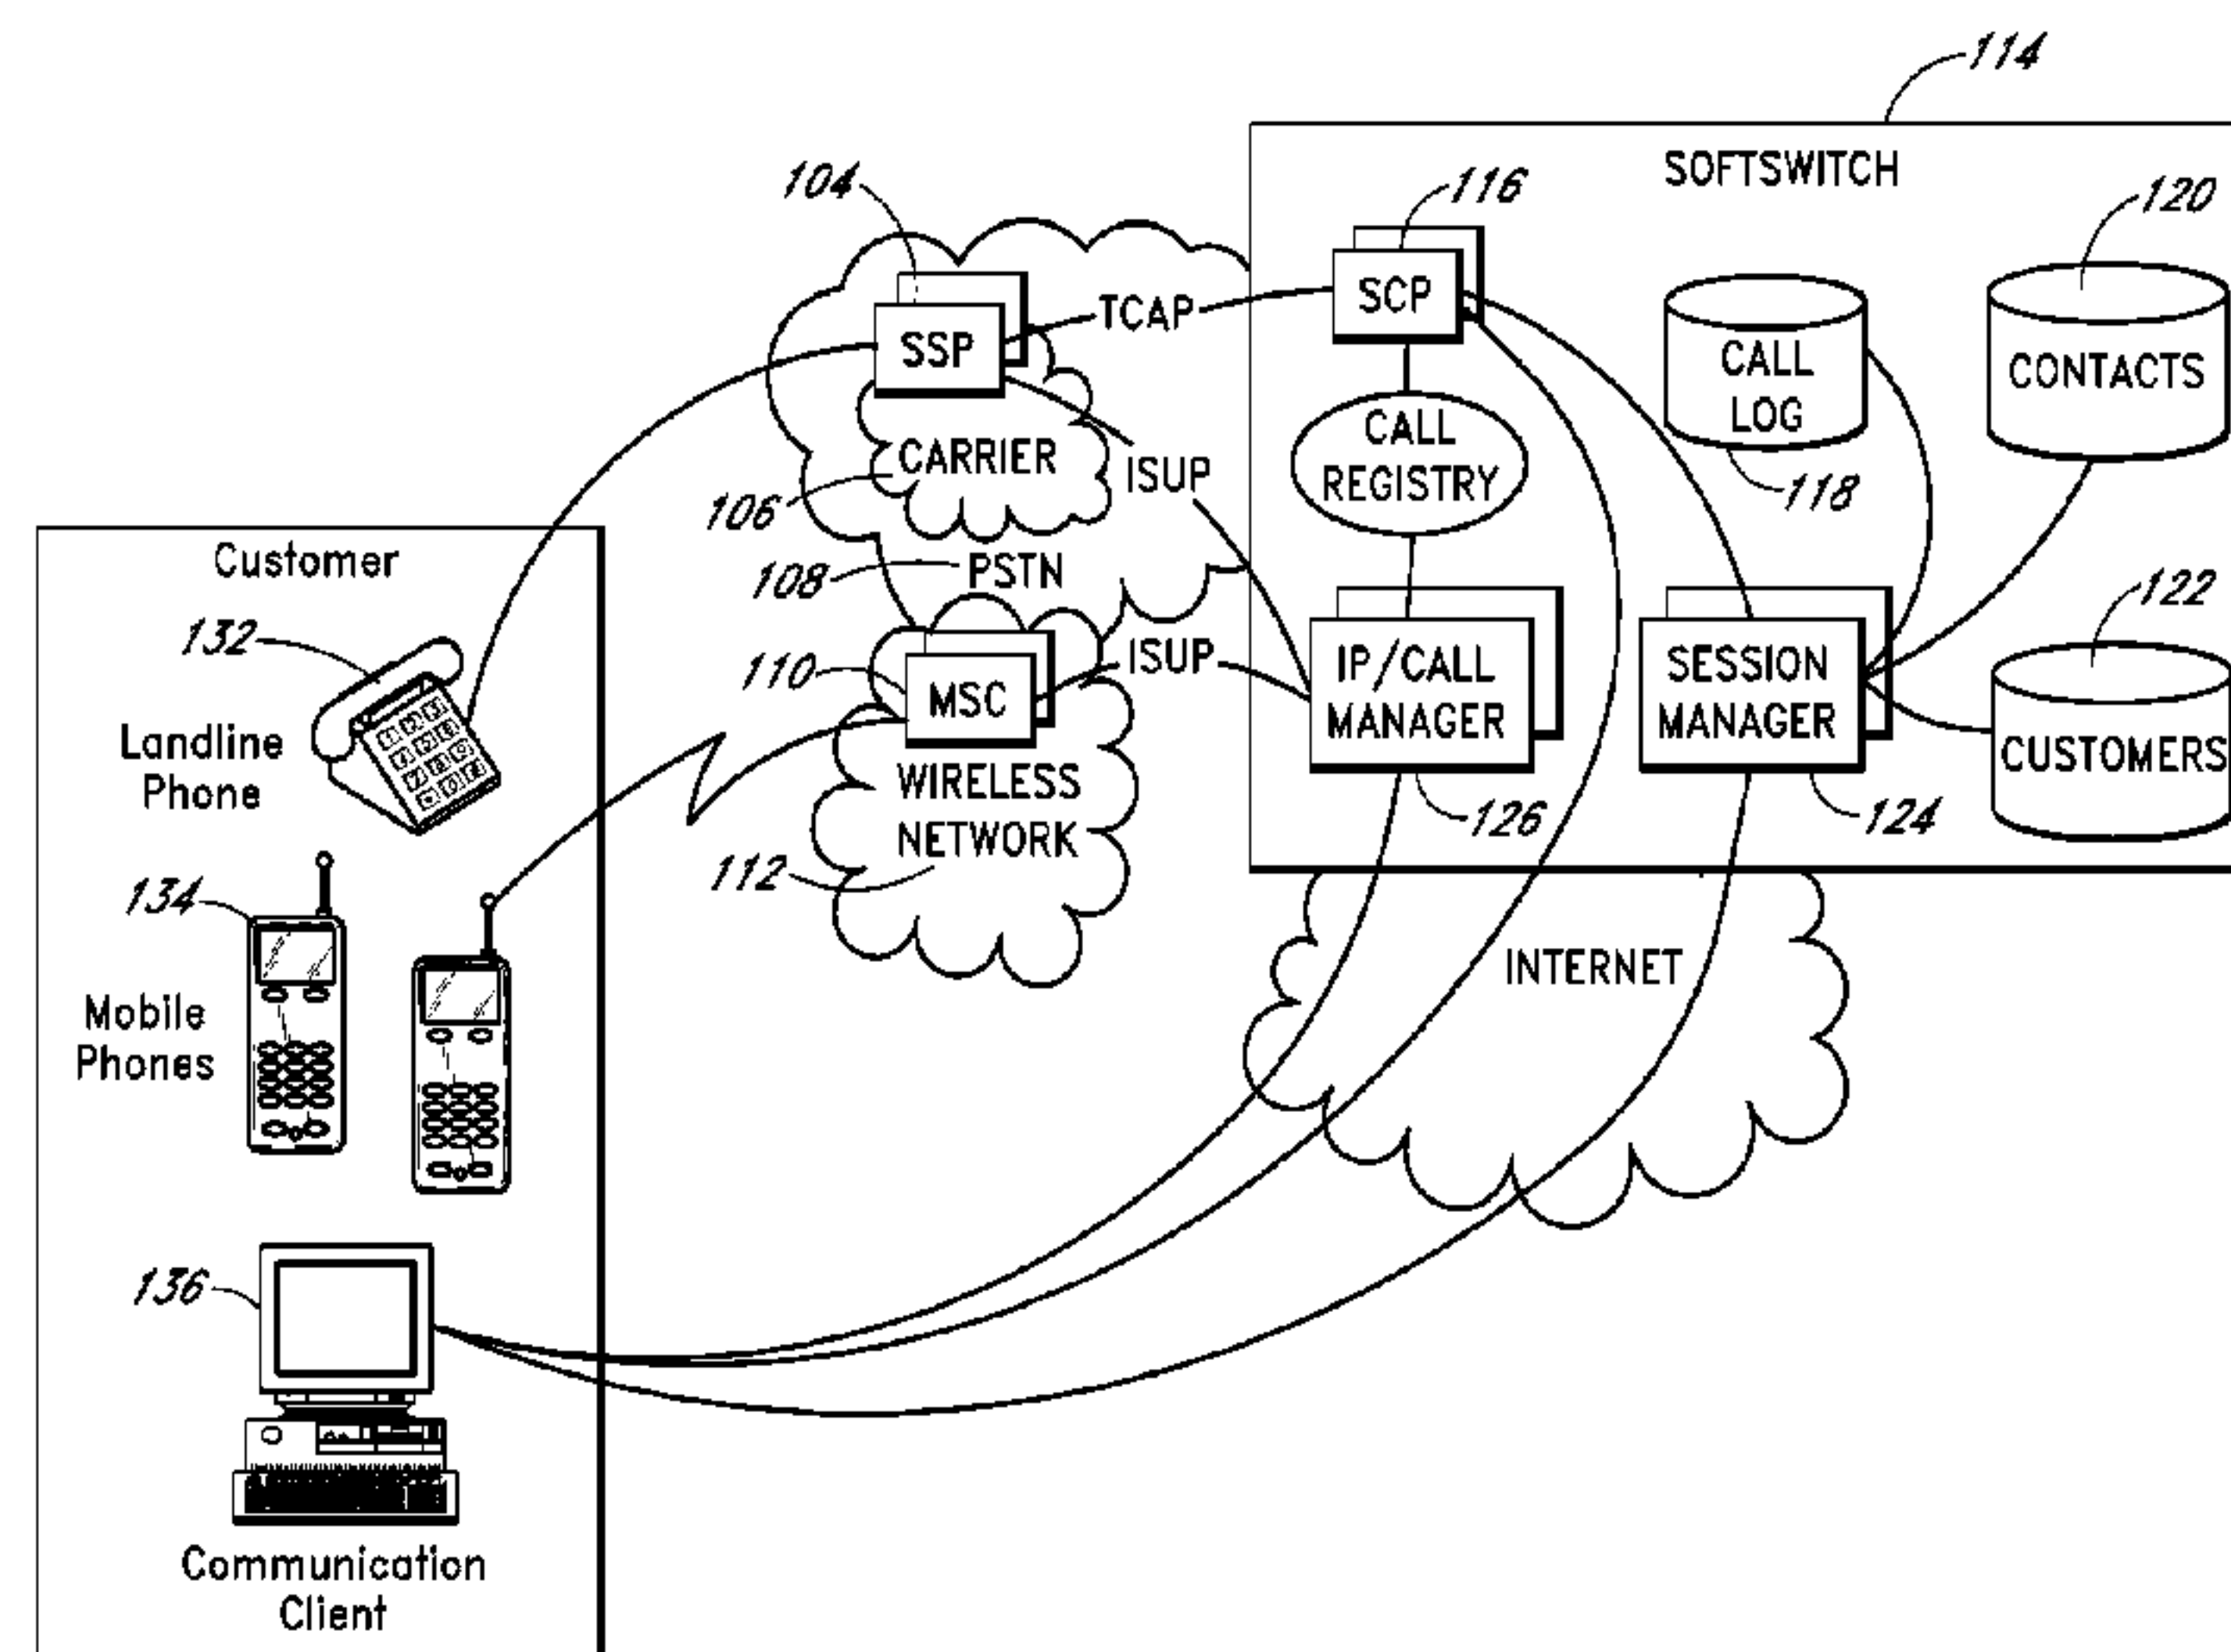 114
SOFTSWITCH
104
116
120
SSP
TCAP
SCP
CALL
LOG
CONTACTS
CARRIER
ISUP
CALL
REGISTRY
118
106
Customer
108
PSTN
122
132
110
MSC
ISUP
IP/CALL
MANAGER
SESSION
MANAGER
CUSTOMERS
Landline
Phone
WIRELESS
NETWORK
126
124
112
134
INTERNET
Mobile
Phones
136
Communication
Client